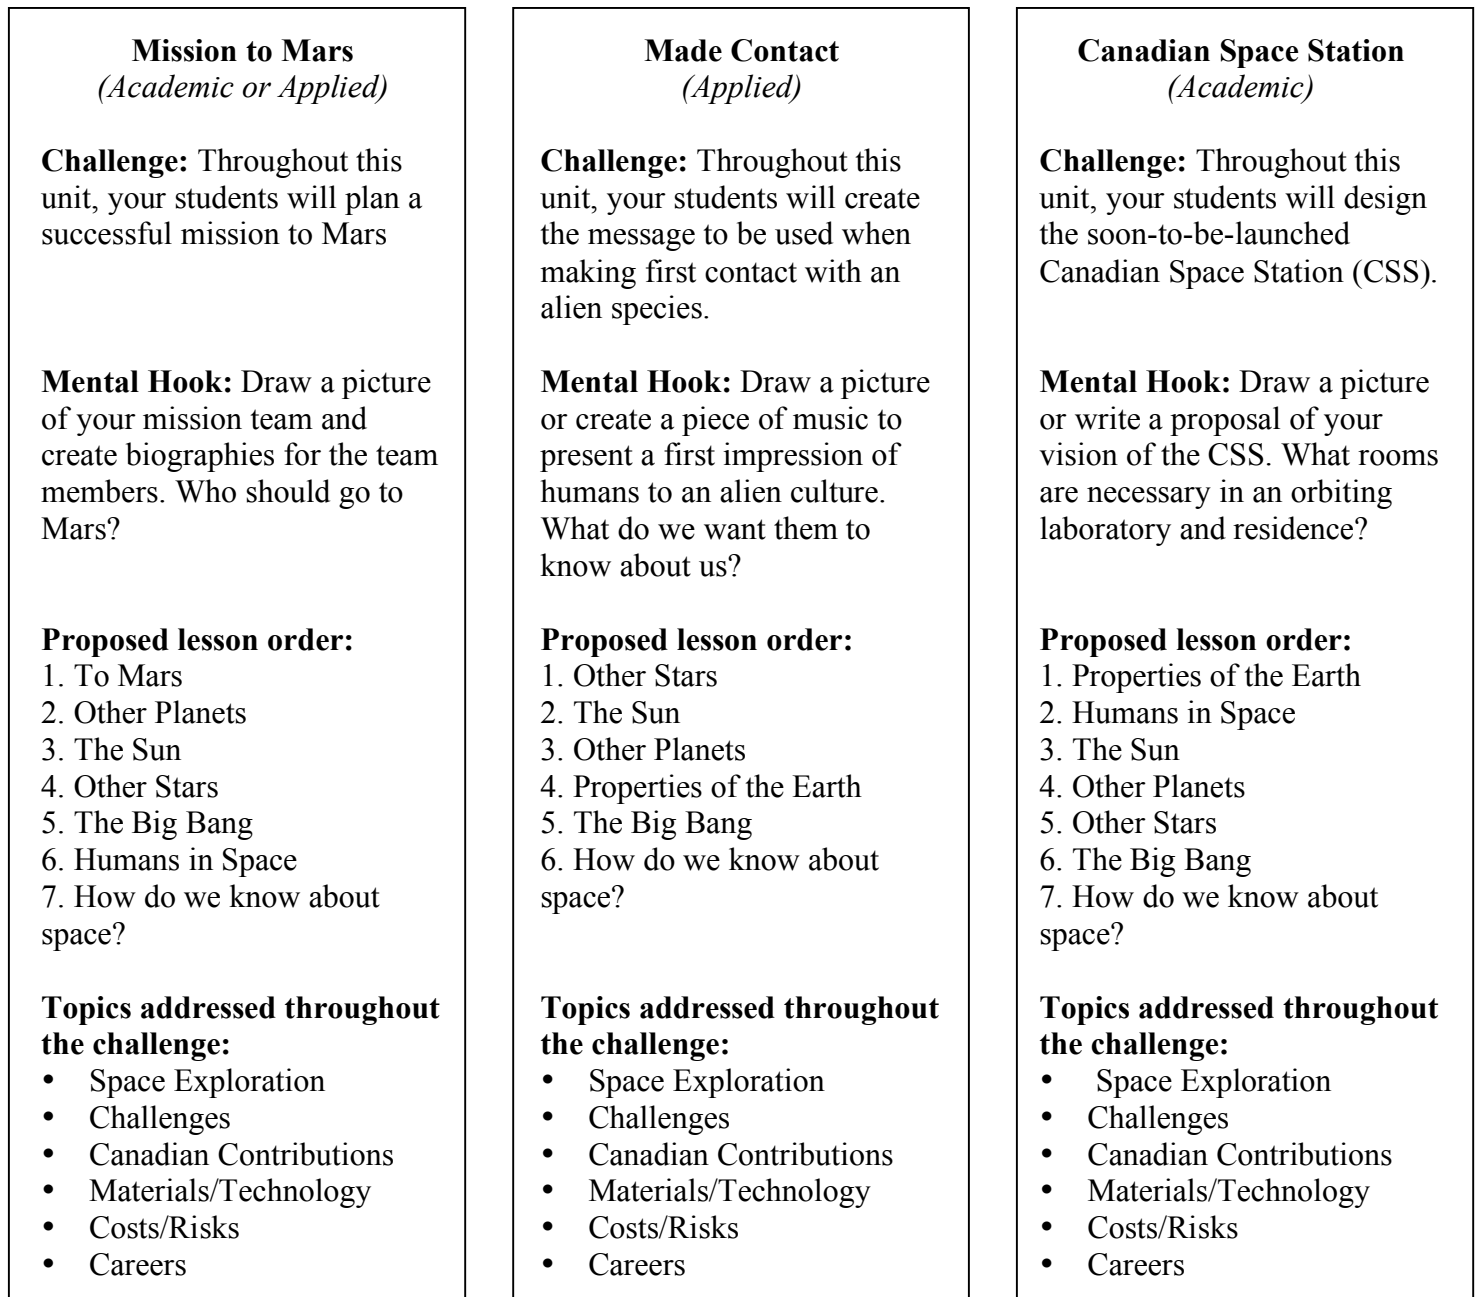 Mission to Mars
(Academic or Applied)
Challenge: Throughout this
unit, your students will plan a
successful mission to Mars
Mental Hook: Draw a picture
of your mission team and
create biographies for the team
members. Who should go to
Mars?
Proposed lesson order:
1. To Mars
2. Other Planets
3. The Sun
4. Other Stars
5. The Big Bang
6. Humans in Space
7. How do we know about
space?
Topics addressed throughout
the challenge:
• Space Exploration
• Challenges
• Canadian Contributions
• Materials/Technology
• Costs/Risks
• Careers
Made Contact
(Applied)
Challenge: Throughout this
unit, your students will create
the message to be used when
making first contact with an
alien species.
Mental Hook: Draw a picture
or create a piece of music to
present a first impression of
humans to an alien culture.
What do we want them to
know about us?
Proposed lesson order:
1. Other Stars
2. The Sun
3. Other Planets
4. Properties of the Earth
5. The Big Bang
6. How do we know about
space?
Topics addressed throughout
the challenge:
• Space Exploration
• Challenges
• Canadian Contributions
• Materials/Technology
• Costs/Risks
• Careers
Canadian Space Station
(Academic)
Challenge: Throughout this
unit, your students will design
the soon-to-be-launched
Canadian Space Station (CSS).
Mental Hook: Draw a picture
or write a proposal of your
vision of the CSS. What rooms
are necessary in an orbiting
laboratory and residence?
Proposed lesson order:
1. Properties of the Earth
2. Humans in Space
3. The Sun
4. Other Planets
5. Other Stars
6. The Big Bang
7. How do we know about
space?
Topics addressed throughout
the challenge:
• Space Exploration
• Challenges
• Canadian Contributions
• Materials/Technology
• Costs/Risks
• Careers